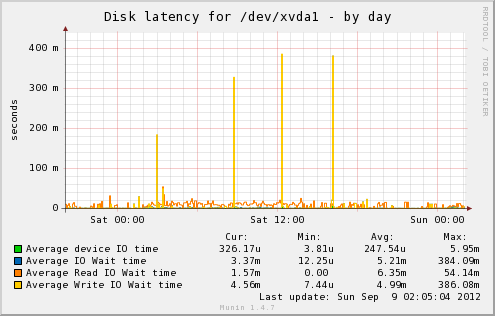 Disk latency for /dev/xvda1 - by day
RRDTOOL / TOBI OETIKER
seconds
400 m
300 m
200 m
100 m
0
Sat 00:00 Sat 12:00 Sun 00:00
Cur: Min: Avg: Max:
Average device IO time 326.17u 3.81u 247.54u 5.95m
Average IO Wait time 3.37m 12.25u 5.21m 384.09m
Average Read IO Wait time 1.57m 0.00 6.35m 54.14m
Average Write IO Wait time 4.56m 7.44u 4.99m 386.08m
Last update: Sun Sep 9 02:05:04 2012
Munin 1.4.7